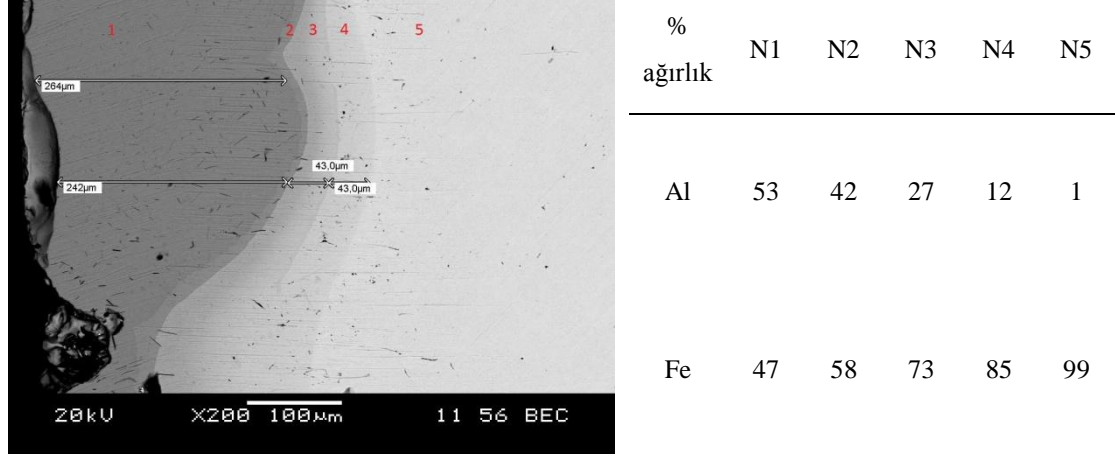 1 2 3 4 5
264µm
43,0µm
242µm
43,0µm
20kV X200 100µm 11 56 BEC
% ağırlık N1 N2 N3 N4 N5
Al 53 42 27 12 1
Fe 47 58 73 85 99